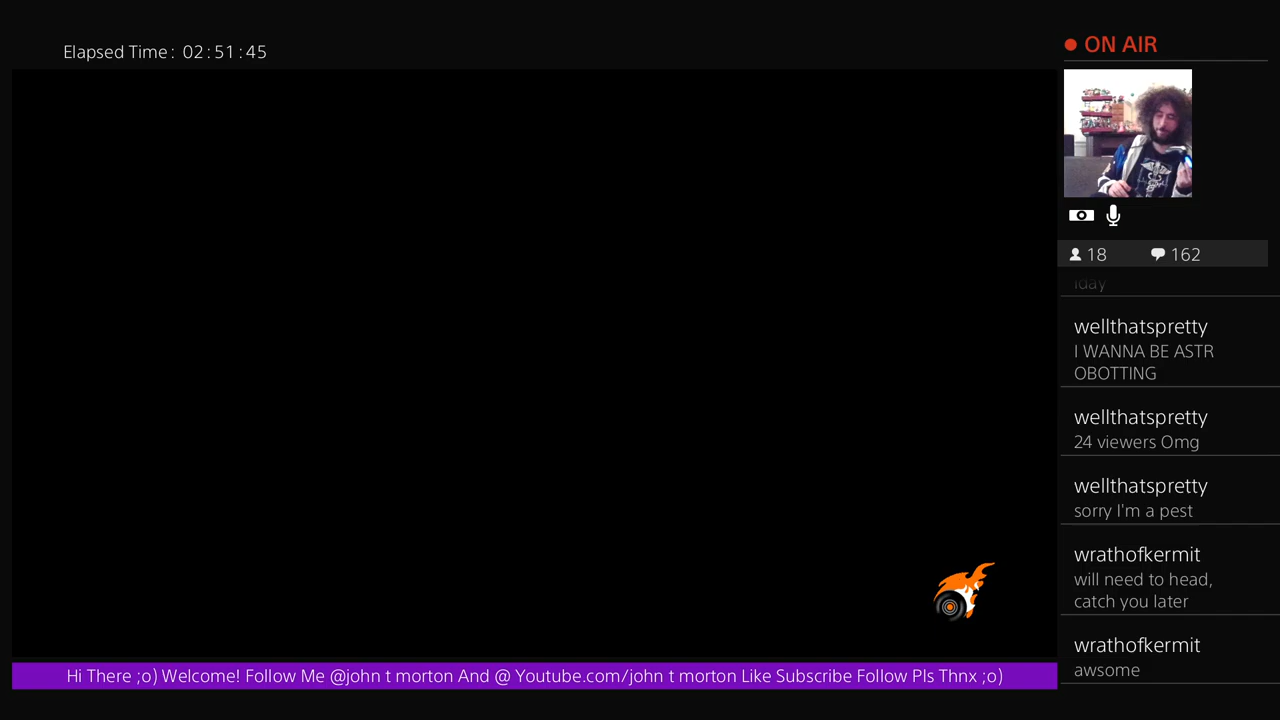 Elapsed Time: 02:51:45
ON AIR
18 162
iday
wellthatspretty
I WANNA BE ASTR
OBOTTING
wellthatspretty
24 viewers Omg
wellthatspretty
sorry I'm a pest
wrathofkermit
will need to head,
catch you later
wrathofkermit
awsome
Hi There ;o) Welcome! Follow Me @john t morton And @ Youtube.com/john t morton Like Subscribe Follow Pls Thnx ;o)